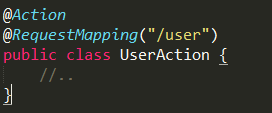 @Action
@RequestMapping("/user")
public class UserAction {
    //..
}